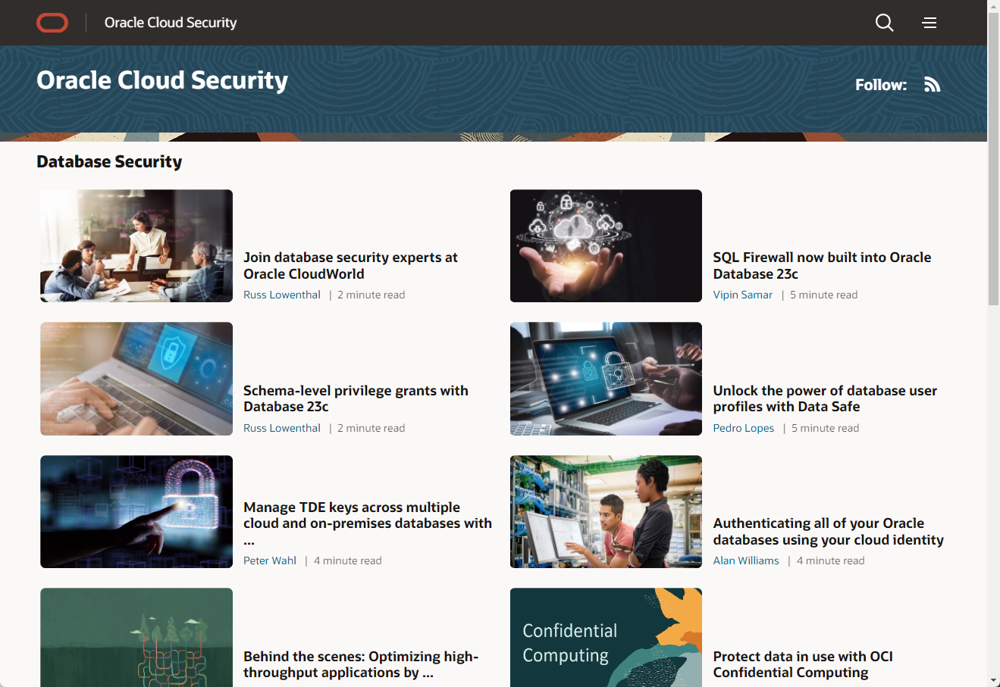 Oracle Cloud Security
Oracle Cloud Security
Follow:
Database Security
Join database security experts at
Oracle CloudWorld
Russ Lowenthal | 2 minute read
SQL Firewall now built into Oracle
Database 23c
Vipin Samar | 5 minute read
Schema-level privilege grants with
Database 23c
Russ Lowenthal | 2 minute read
Unlock the power of database user
profiles with Data Safe
Pedro Lopes | 5 minute read
Manage TDE keys across multiple
cloud and on-premises databases with
...
Peter Wahl | 4 minute read
Authenticating all of your Oracle
databases using your cloud identity
Alan Williams | 4 minute read
Behind the scenes: Optimizing high-
throughput applications by ...
Confidential
Computing
Protect data in use with OCI
Confidential Computing